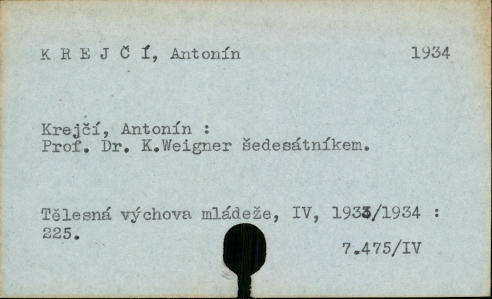 K R E J Č Í, Antonín 1934
Krejčí, Antonín :
Prof. Dr. K.Weigner šedesátníkem.
Tělesná výchova mládeže, IV, 1933/1934 :
225.
7.475/IV